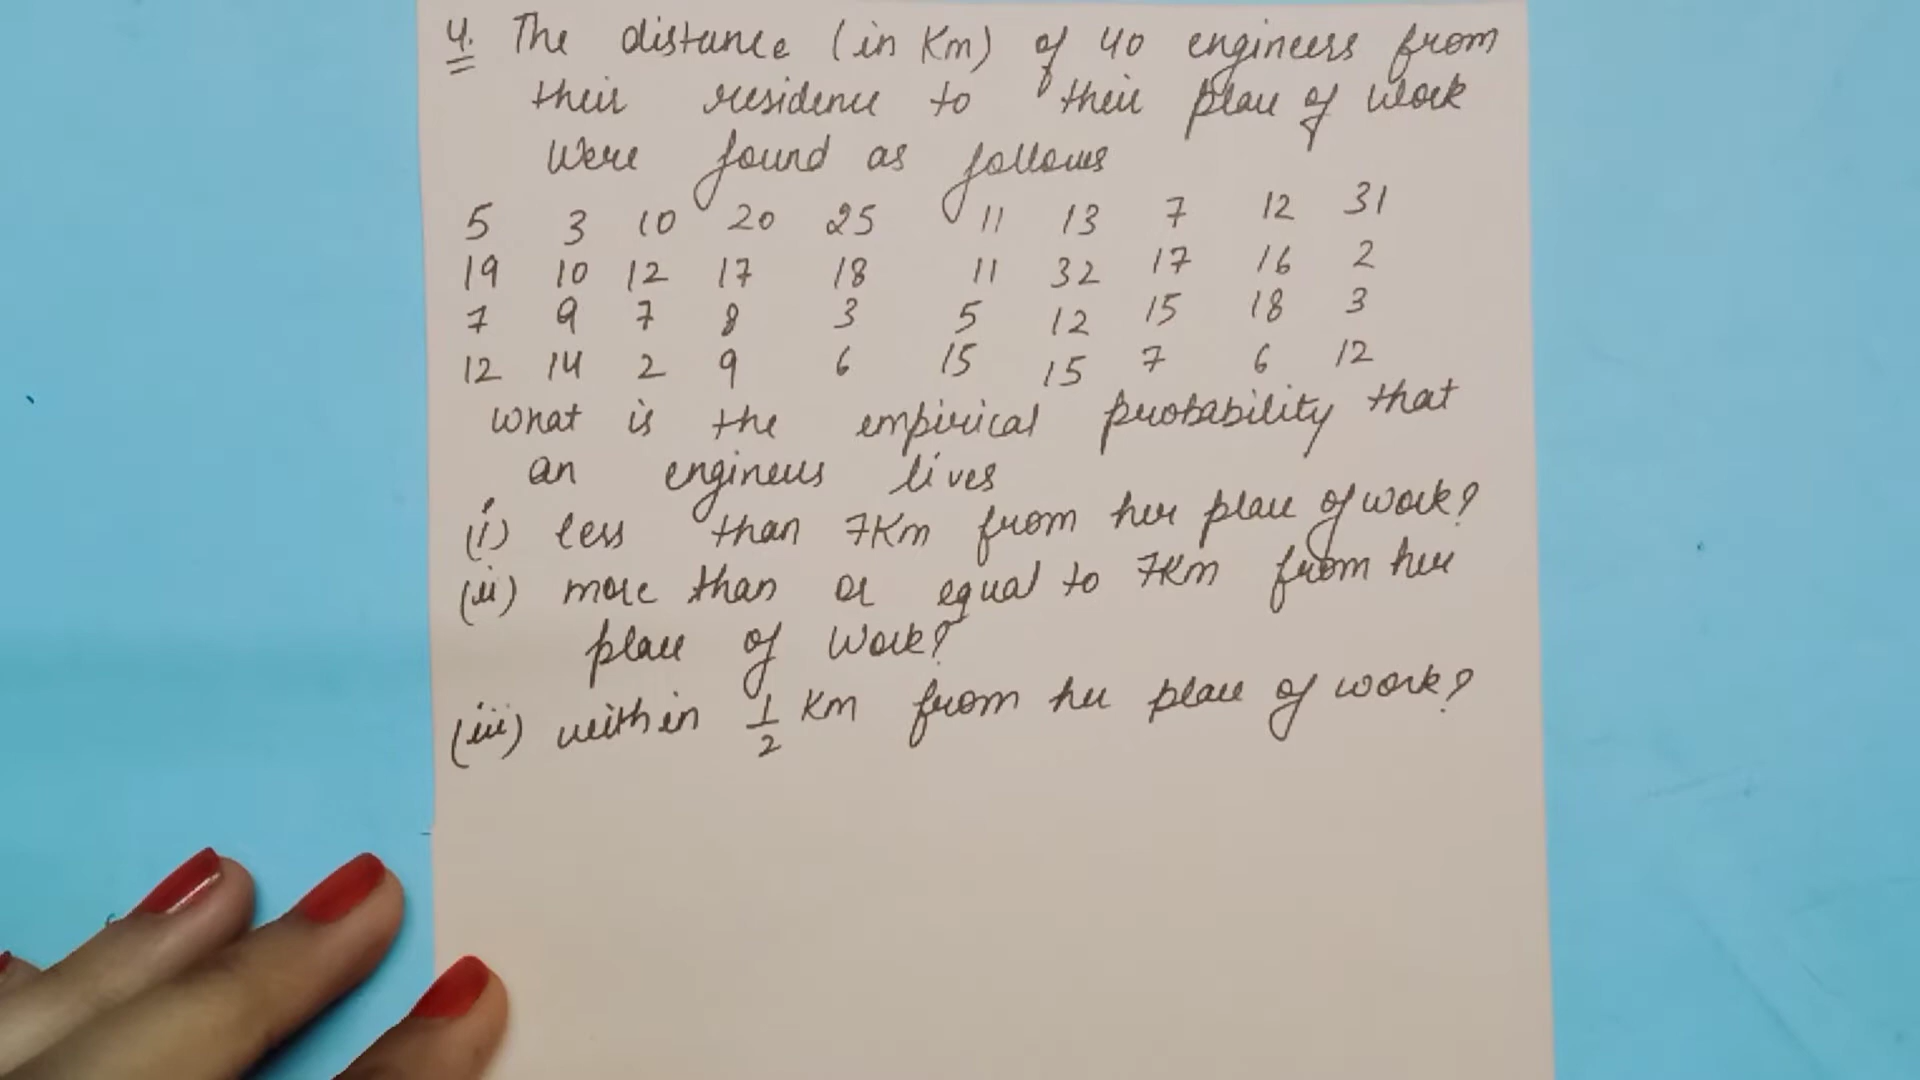 4. The distance (in Km) of 40 engineers from
their residence to their place of work
Were found as follows
5 3 10 20 25 11 13 7 12 31
19 10 12 17 18 11 32 17 16 2
7 9 7 8 3 5 12 15 18 3
12 14 2 9 6 15 15 7 6 12
What is the empirical probability that
an engineers lives
(i) less than 7Km from her place of work?
(ii) more than or equal to 7Km from her
place of Work?
(iii) within 1/2 Km from her place of work?